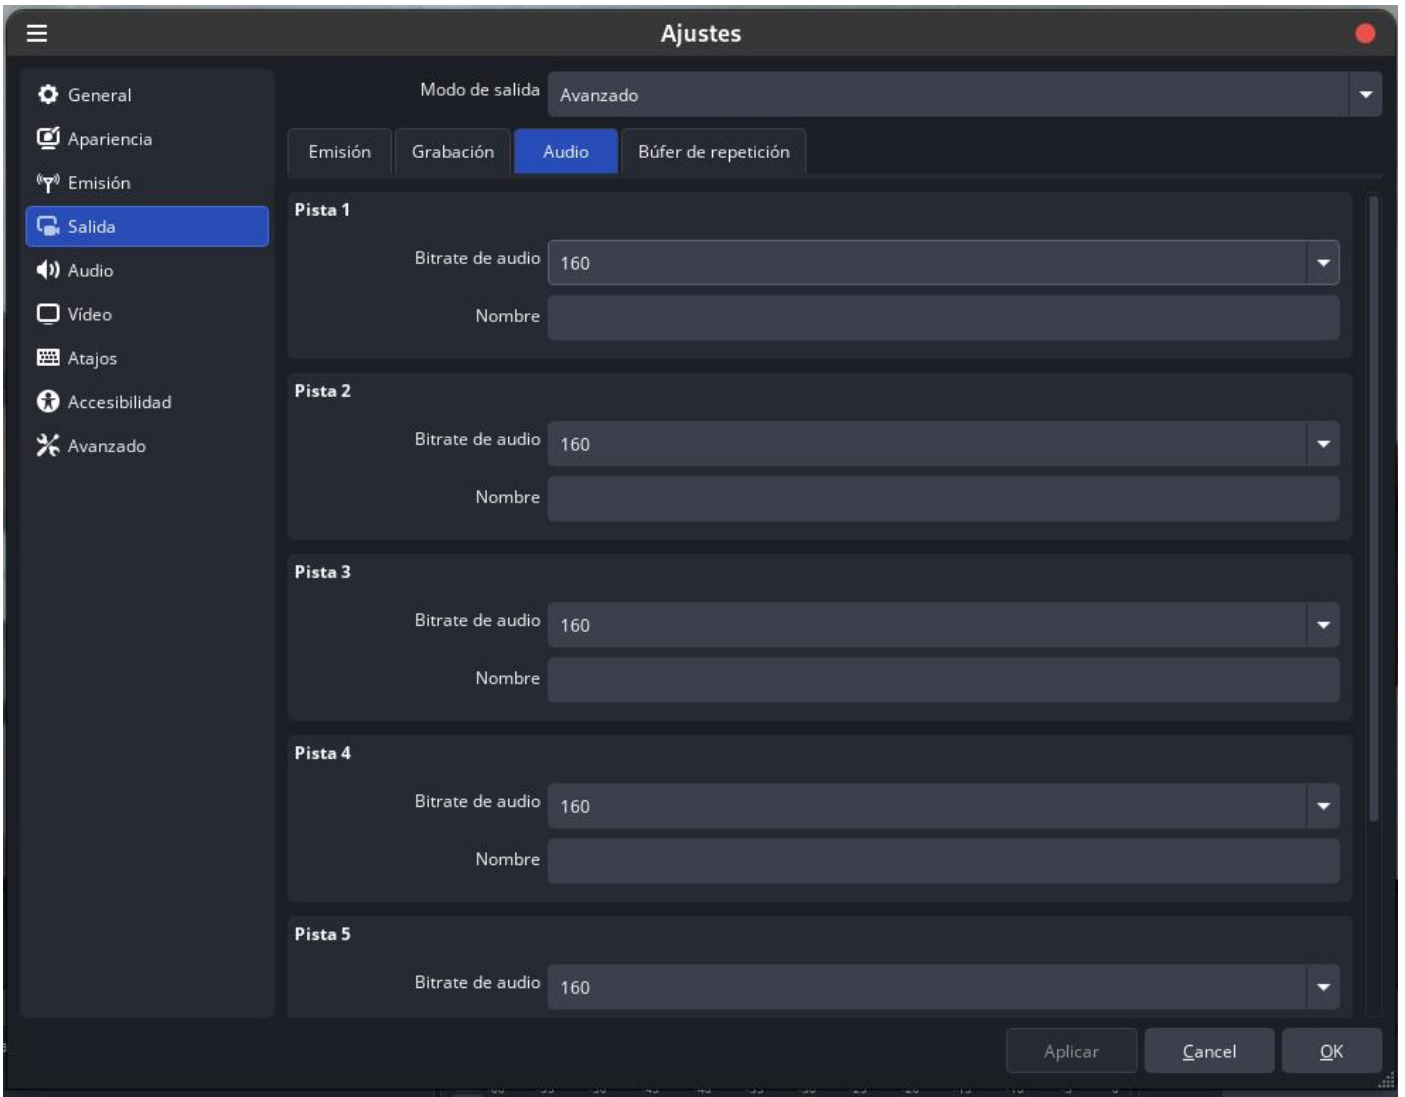 Ajustes
General
Apariencia
Emisión
Salida
Audio
Vídeo
Atajos
Accesibilidad
Avanzado
Modo de salida Avanzado
Emisión Grabación Audio Búfer de repetición
Pista 1
Bitrate de audio 160
Nombre
Pista 2
Bitrate de audio 160
Nombre
Pista 3
Bitrate de audio 160
Nombre
Pista 4
Bitrate de audio 160
Nombre
Pista 5
Bitrate de audio 160
Aplicar Cancel OK